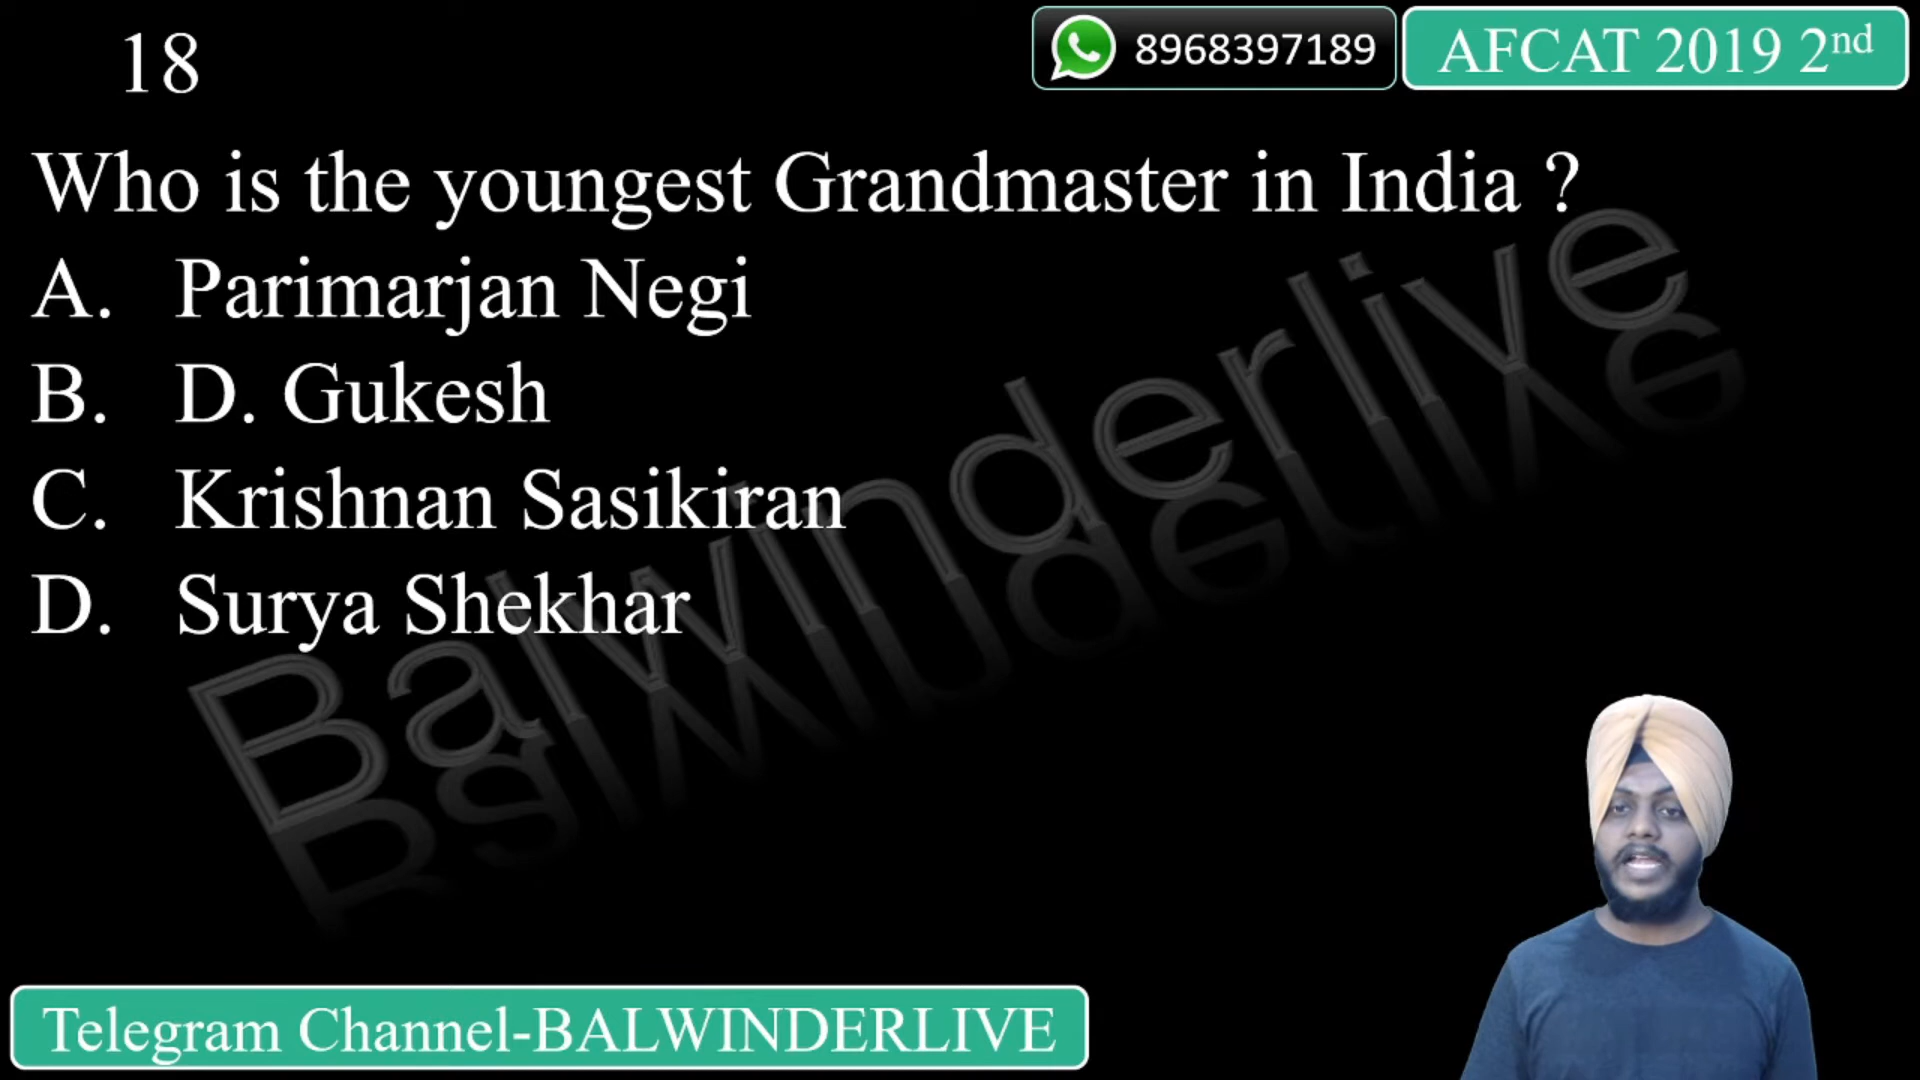 18
8968397189
AFCAT 2019 2nd
Who is the youngest Grandmaster in India ?
A. Parimarjan Negi
B. D. Gukesh
C. Krishnan Sasikiran
D. Surya Shekhar
Balwinderlive
Telegram Channel-BALWINDERLIVE